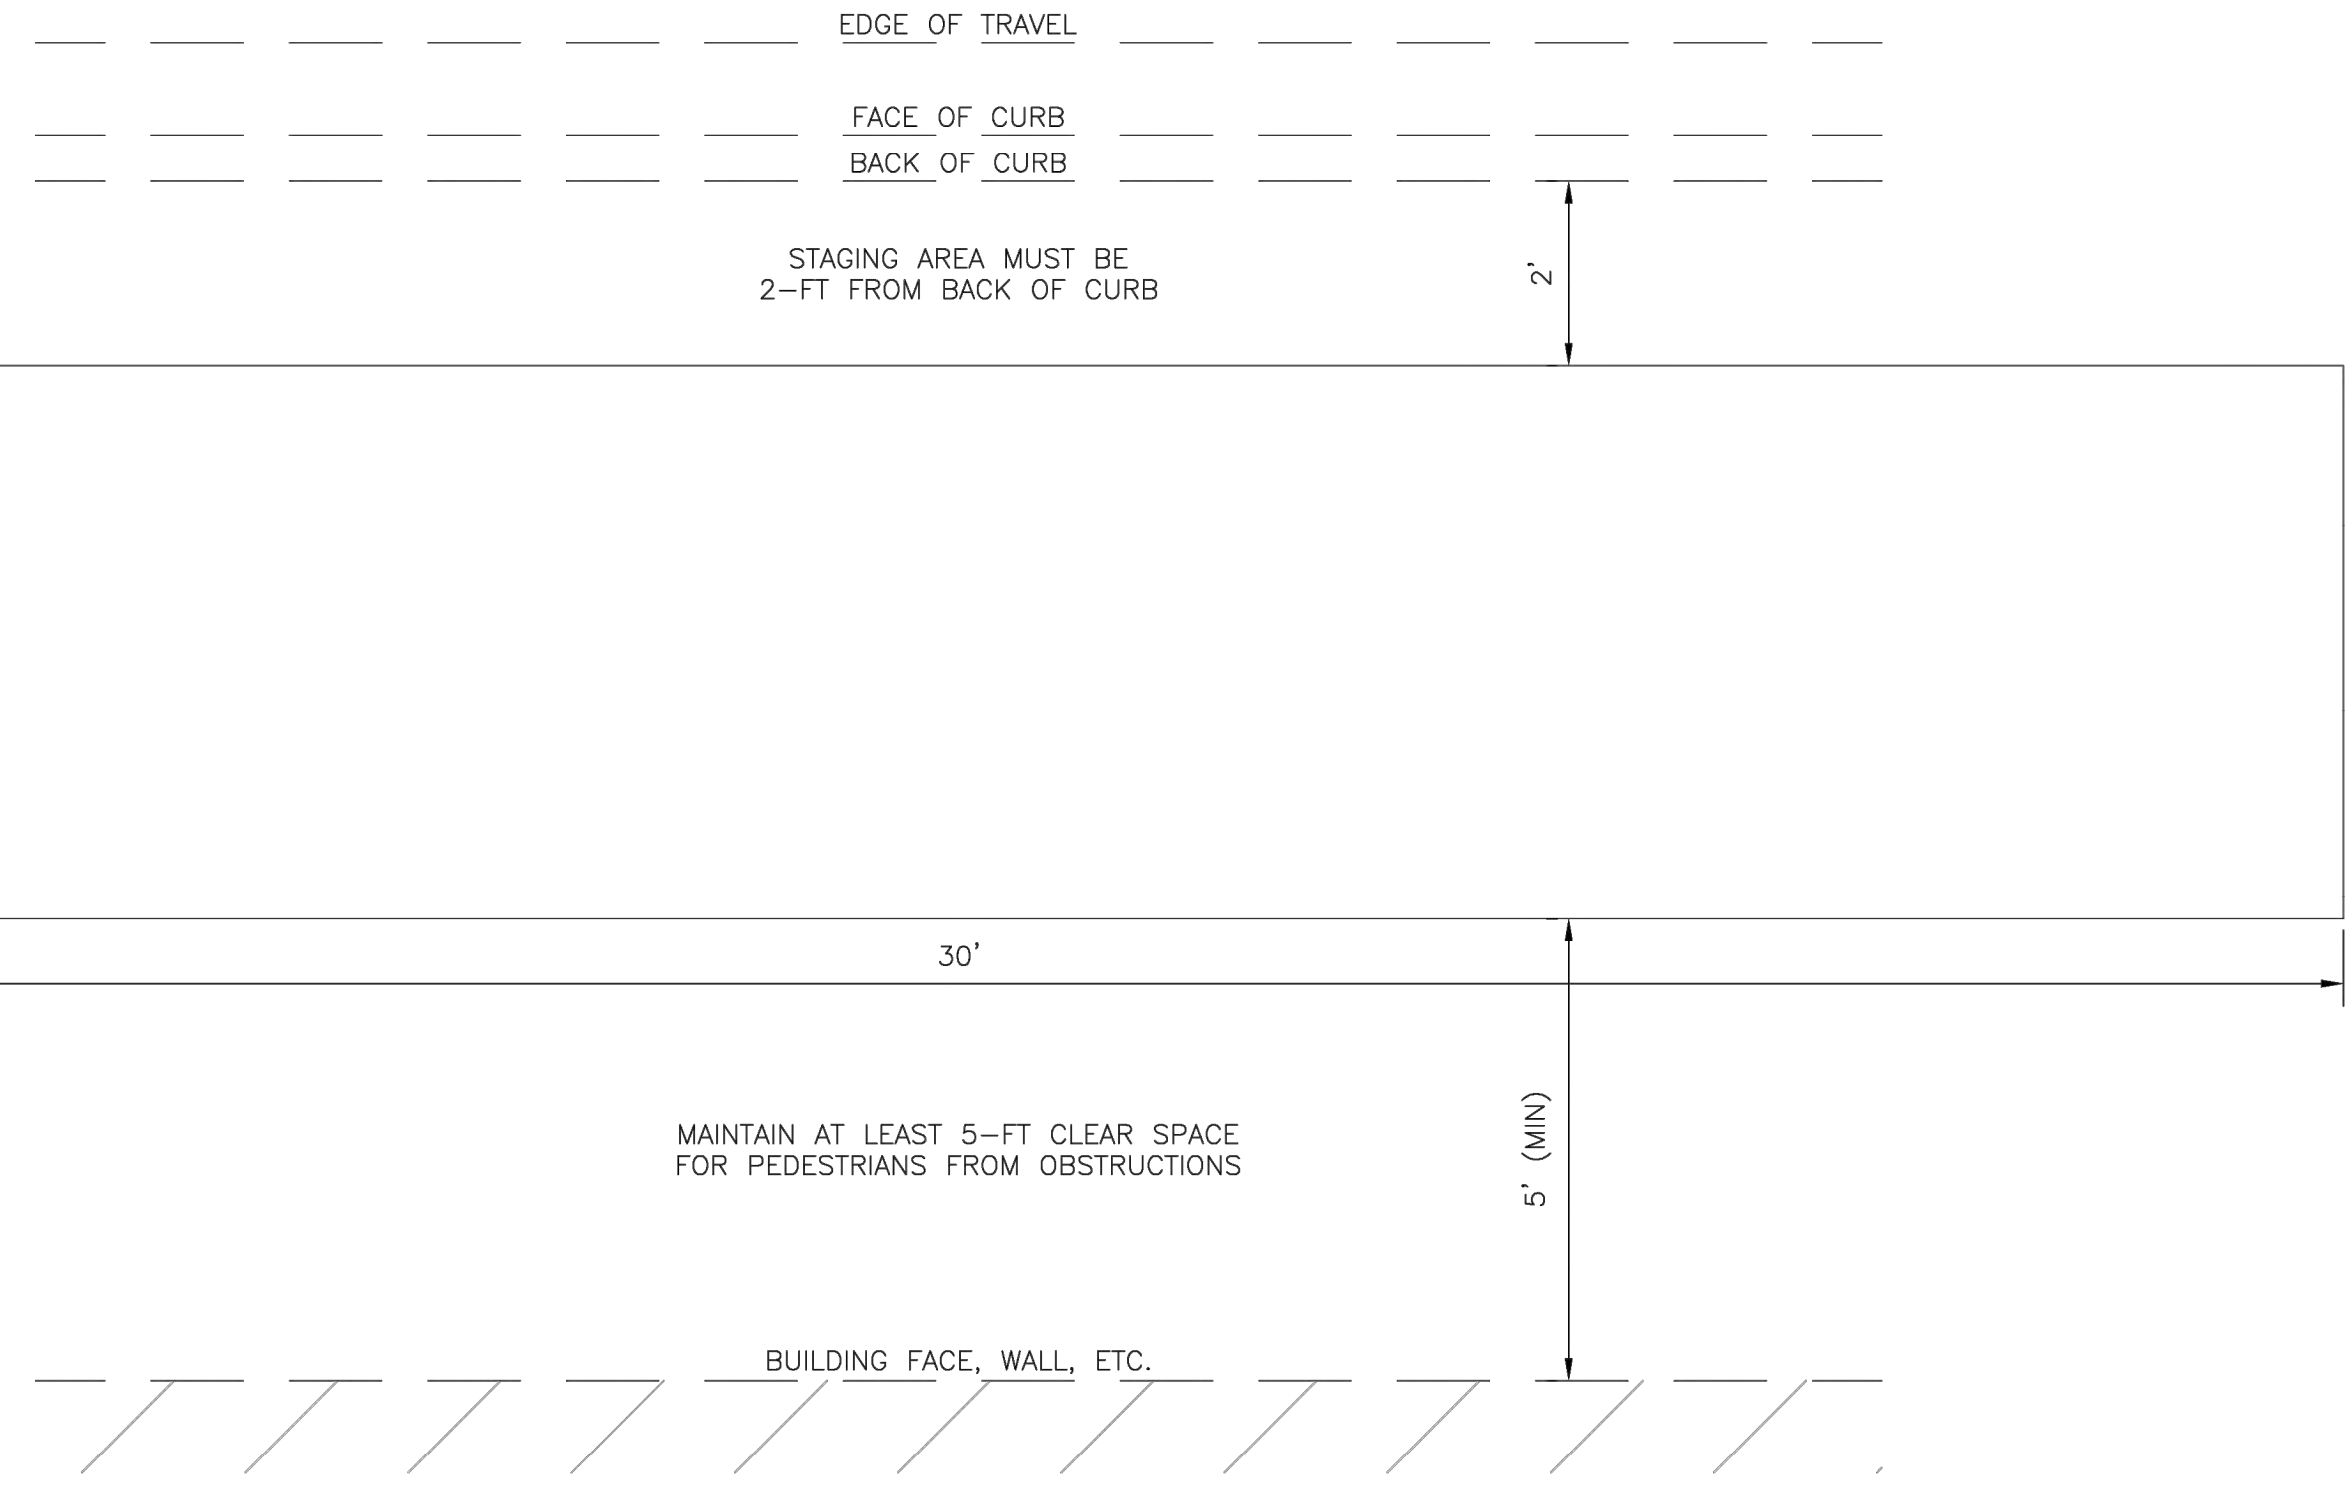 EDGE OF TRAVEL
FACE OF CURB
BACK OF CURB
STAGING AREA MUST BE
2-FT FROM BACK OF CURB
2'
30'
MAINTAIN AT LEAST 5-FT CLEAR SPACE
FOR PEDESTRIANS FROM OBSTRUCTIONS
5' (MIN)
BUILDING FACE, WALL, ETC.